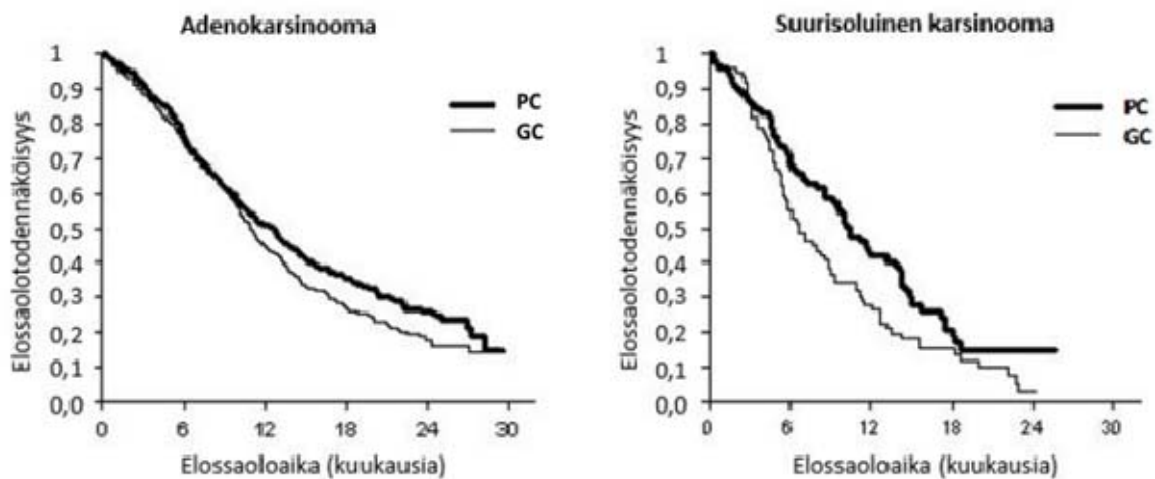 Adenokarsinooma
Elossaolotodennäköisyys
1
0,9
0,8
0,7
0,6
0,5
0,4
0,3
0,2
0,1
0,0
PC
GC
0 6 12 18 24 30
Elossaoloaika (kuukausia)
Suurisoluinen karsinooma
Elossaolotodennäköisyys
1
0,9
0,8
0,7
0,6
0,5
0,4
0,3
0,2
0,1
0,0
PC
GC
0 6 12 18 24 30
Elossaoloaika (kuukausia)